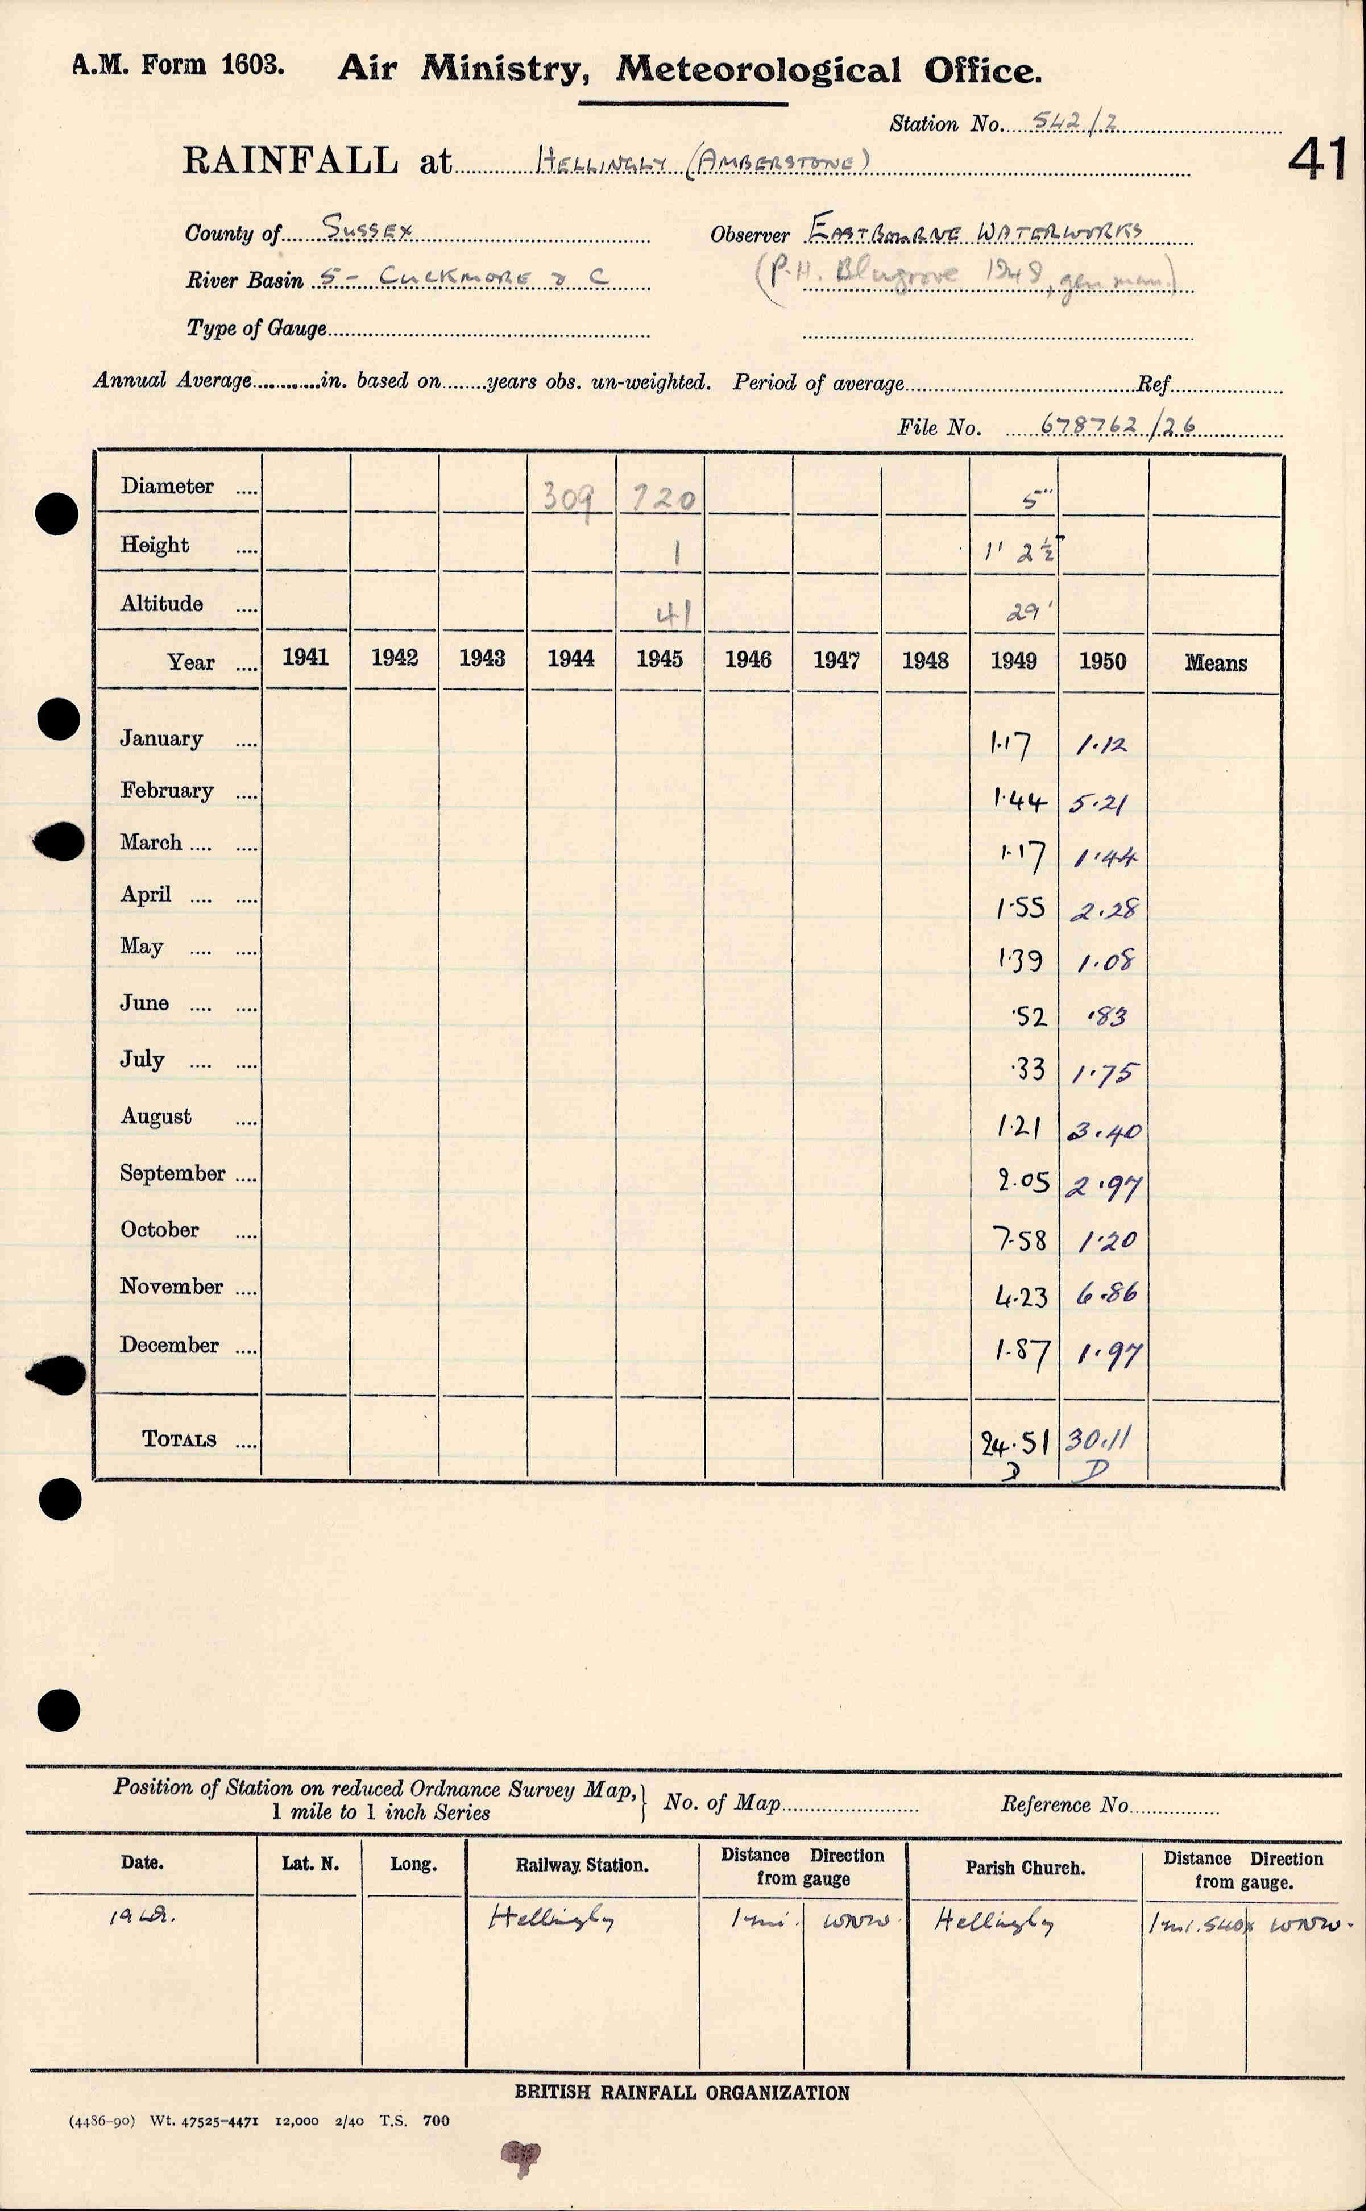 A.M. Form 1603. Air Ministry, Meteorological Office.
Station No. 542/2
RAINFALL at HELLINGLY (AMBERSTONE)
41
County of SUSSEX Observer EASTBOURNE WATERWORKS
River Basin 5 - CUCKMORE & C (P.H. 1948, gen. man.)
Type of Gauge
Annual Average in. based on years obs. un-weighted. Period of average Ref
File No. 678762/26
Diameter .... 309 720 5"
Height .... 1 1' 2½"
Altitude .... 41 29'
Year .... 1941 1942 1943 1944 1945 1946 1947 1948 1949 1950 Means
January .... 1.17 1.12
February .... 1.44 5.21
March .... .... 1.17 1.44
April .... .... 1.55 2.28
May .... .... 1.39 1.08
June .... .... .52 .83
July .... .... .33 1.75
August .... 1.21 3.40
September .... 2.05 2.97
October .... 7.58 1.20
November .... 4.23 6.86
December .... 1.87 1.97
TOTALS .... 24.51 30.11
D D
Position of Station on reduced Ordnance Survey Map, } No. of Map Reference No.
1 mile to 1 inch Series
Date. Lat. N. Long. Railway Station. Distance Direction from gauge Parish Church. Distance Direction from gauge.
Hellingly 1 mi. WNW. Hellingly 1 mi. WNW.
BRITISH RAINFALL ORGANIZATION
(4486-90) Wt. 47525-4471 12,000 2/40 T.S. 700